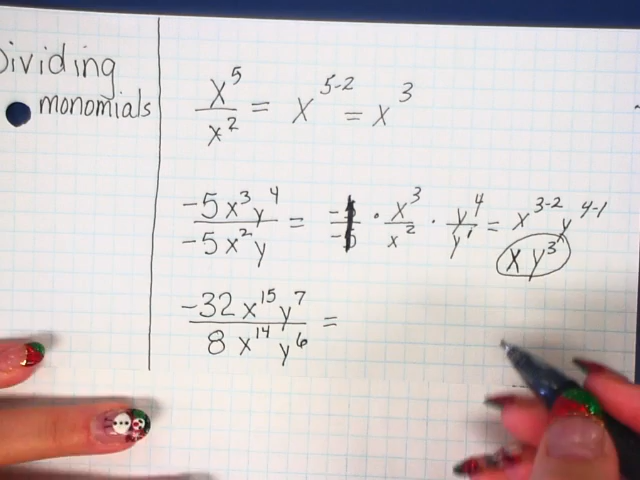 Dividing
monomials
x^5/x^2 = x^(5-2) = x^3
-5x^3y^4/-5x^2y = -5/-5 · x^3/x^2 · y^4/y^1 = x^(3-2) y^(4-1)
xy^3
-32x^15y^7/8x^14y^6 =